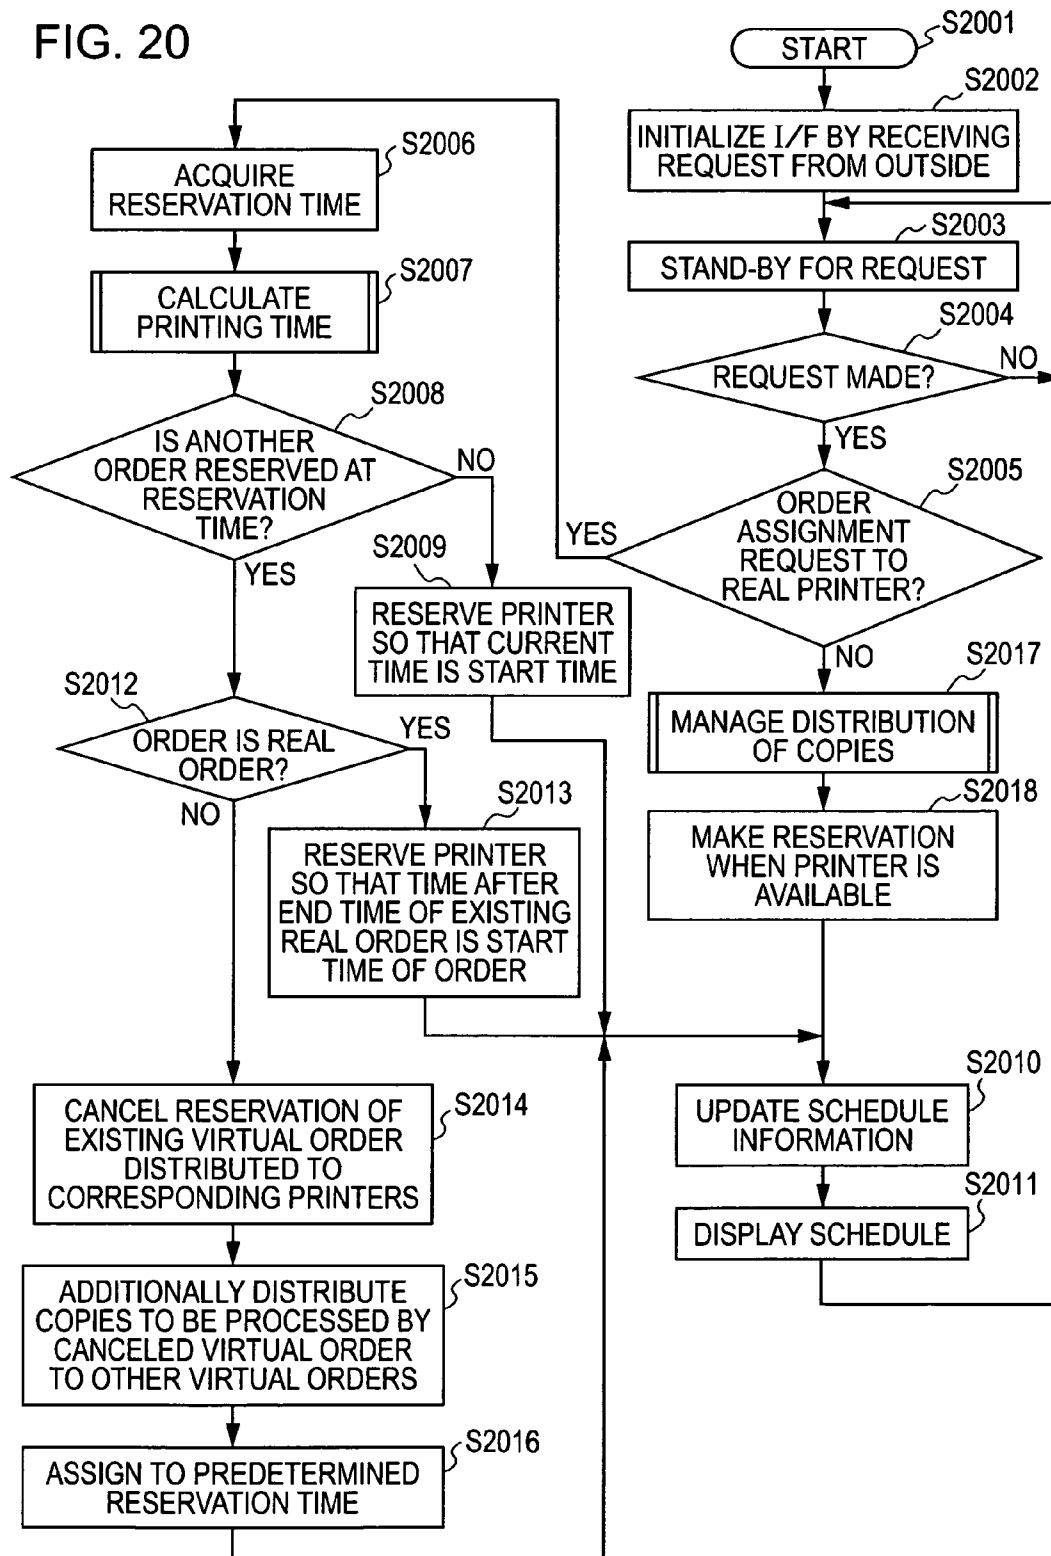 FIG. 20
START
S2001
S2002
INITIALIZE I/F BY RECEIVING
REQUEST FROM OUTSIDE
S2003
STAND-BY FOR REQUEST
S2004
REQUEST MADE?
NO
YES
S2005
ORDER
ASSIGNMENT
REQUEST TO
REAL PRINTER?
YES
NO
S2006
ACQUIRE
RESERVATION TIME
S2007
CALCULATE
PRINTING TIME
S2008
IS ANOTHER
ORDER RESERVED AT
RESERVATION
TIME?
NO
YES
S2009
RESERVE PRINTER
SO THAT CURRENT
TIME IS START TIME
S2012
ORDER IS REAL
ORDER?
YES
NO
S2013
RESERVE PRINTER
SO THAT TIME AFTER
END TIME OF EXISTING
REAL ORDER IS START
TIME OF ORDER
S2014
CANCEL RESERVATION OF
EXISTING VIRTUAL ORDER
DISTRIBUTED TO
CORRESPONDING PRINTERS
S2015
ADDITIONALLY DISTRIBUTE
COPIES TO BE PROCESSED BY
CANCELED VIRTUAL ORDER
TO OTHER VIRTUAL ORDERS
S2016
ASSIGN TO PREDETERMINED
RESERVATION TIME
S2017
MANAGE DISTRIBUTION
OF COPIES
S2018
MAKE RESERVATION
WHEN PRINTER IS
AVAILABLE
S2010
UPDATE SCHEDULE
INFORMATION
S2011
DISPLAY SCHEDULE